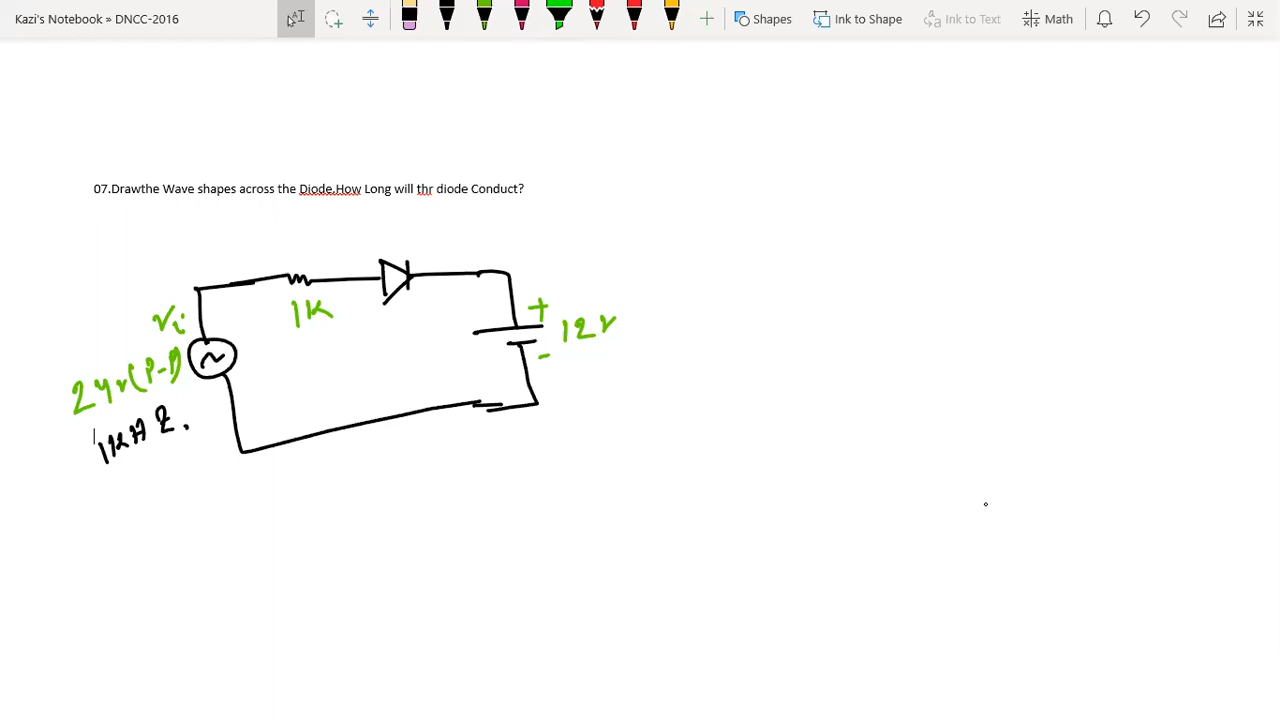 Kazi's Notebook » DNCC-2016
Shapes
Ink to Shape
Ink to Text
Math
07.Drawthe Wave shapes across the Diode.How Long will thr diode Conduct?
1K
Vi
+
12v
-
24v(P-P)
1KHZ.